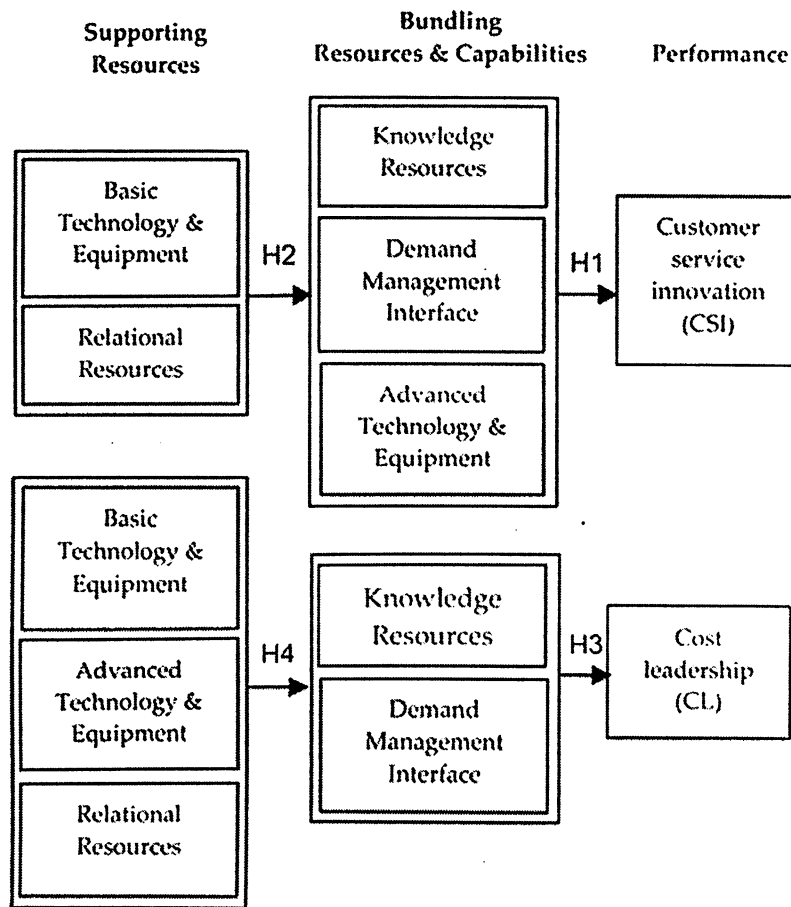 Supporting
Resources
Bundling
Resources & Capabilities
Performance
Basic
Technology &
Equipment
Relational
Resources
H2
Knowledge
Resources
Demand
Management
Interface
Advanced
Technology &
Equipment
H1
Customer
service
innovation
(CSI)
Basic
Technology &
Equipment
Advanced
Technology &
Equipment
Relational
Resources
H4
Knowledge
Resources
Demand
Management
Interface
H3
Cost
leadership
(CL)